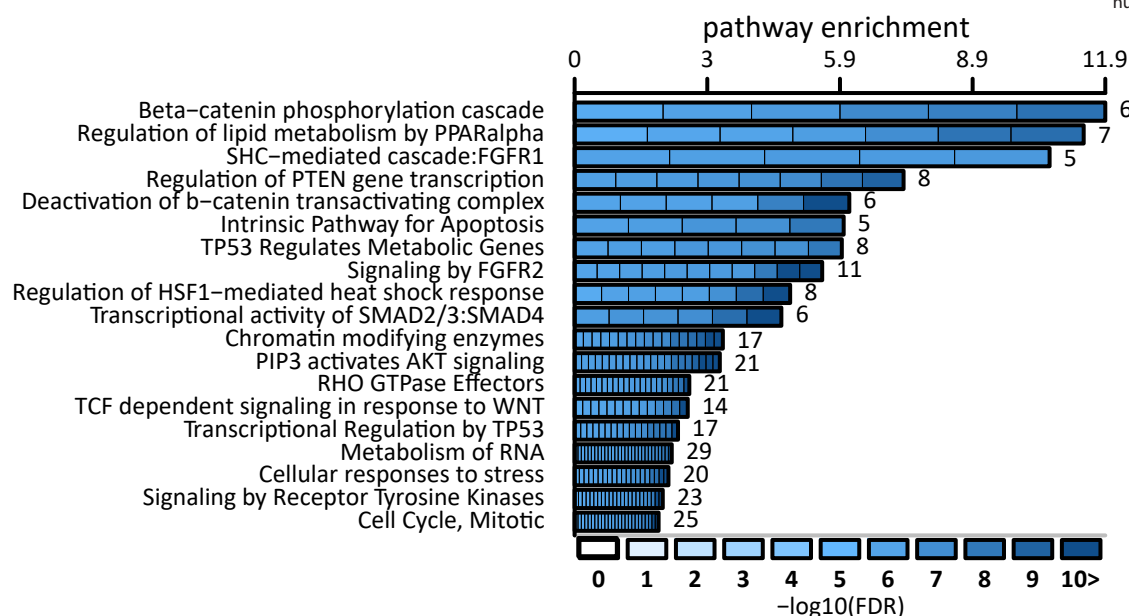 nu
pathway enrichment
0 3 5.9 8.9 11.9
Beta−catenin phosphorylation cascade 6
Regulation of lipid metabolism by PPARalpha 7
SHC−mediated cascade:FGFR1 5
Regulation of PTEN gene transcription 8
Deactivation of b−catenin transactivating complex 6
Intrinsic Pathway for Apoptosis 5
TP53 Regulates Metabolic Genes 8
Signaling by FGFR2 11
Regulation of HSF1−mediated heat shock response 8
Transcriptional activity of SMAD2/3:SMAD4 6
Chromatin modifying enzymes 17
PIP3 activates AKT signaling 21
RHO GTPase Effectors 21
TCF dependent signaling in response to WNT 14
Transcriptional Regulation by TP53 17
Metabolism of RNA 29
Cellular responses to stress 20
Signaling by Receptor Tyrosine Kinases 23
Cell Cycle, Mitotic 25
0 1 2 3 4 5 6 7 8 9 10>
−log10(FDR)